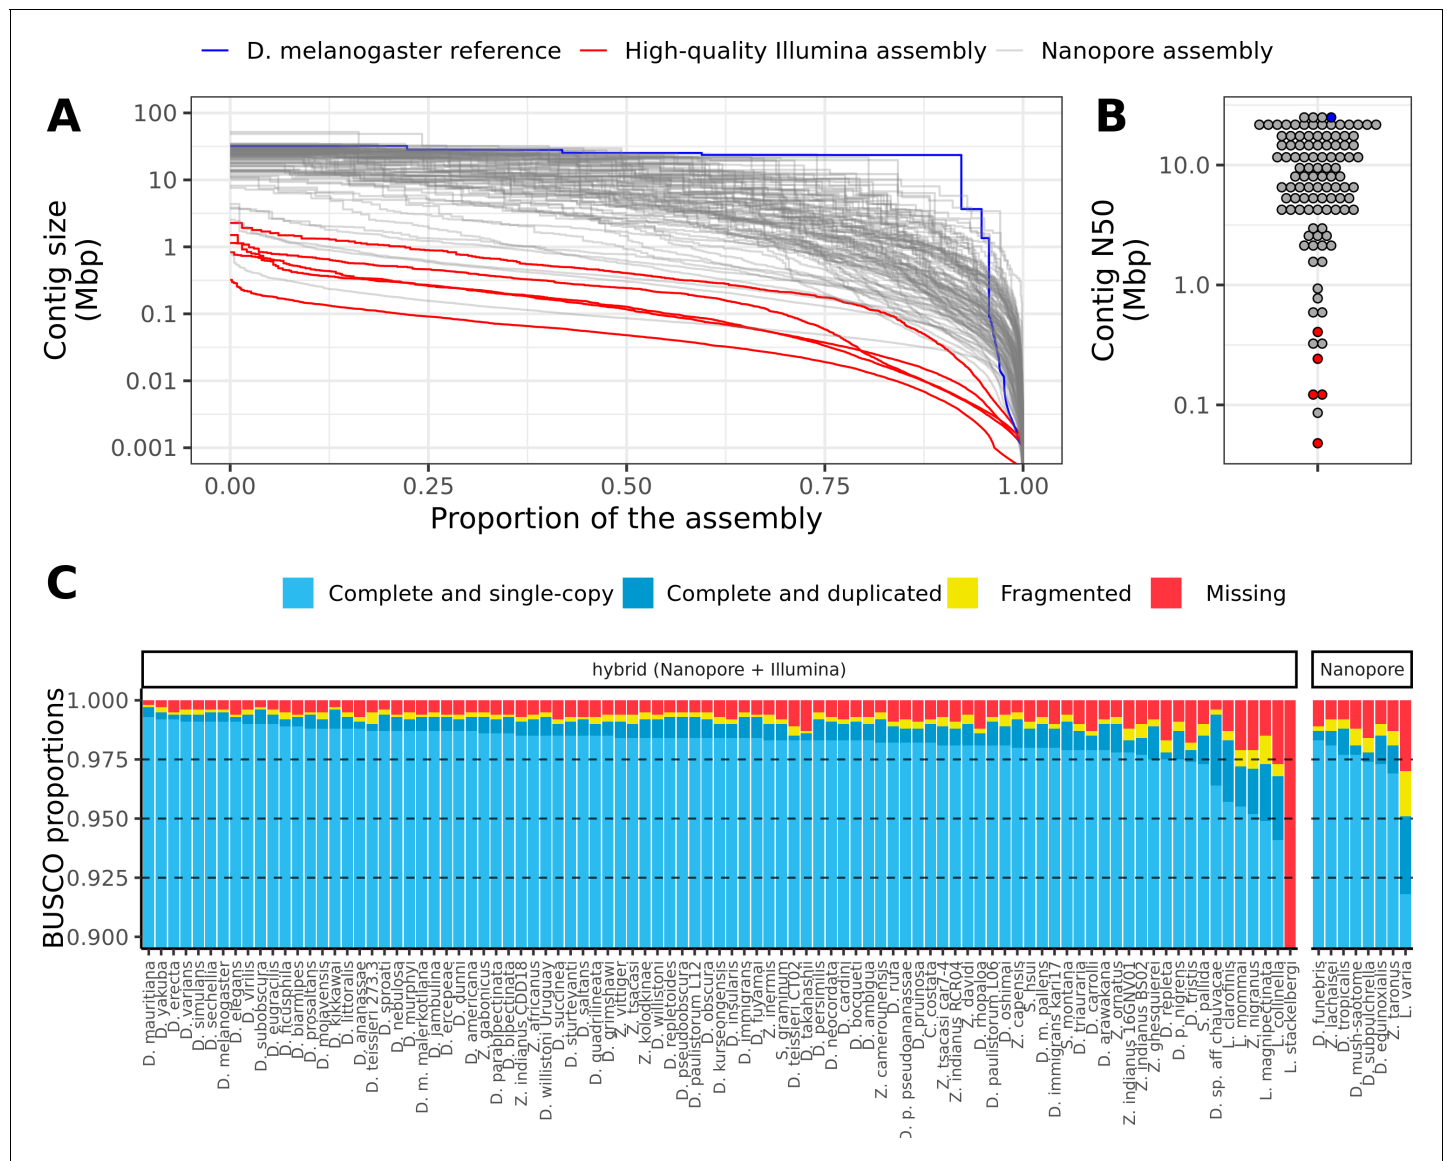 D. melanogaster reference High-quality Illumina assembly Nanopore assembly
A
B
100
10
1
0.1
0.01
0.001
Contig size
(Mbp)
0.00 0.25 0.50 0.75 1.00
Proportion of the assembly
10.0
1.0
0.1
Contig N50
(Mbp)
C
Complete and single-copy Complete and duplicated Fragmented Missing
hybrid (Nanopore + Illumina)
Nanopore
1.000
0.975
0.950
0.925
0.900
BUSCO proportions
D. mauritiana
D. yakuba
D. erecta
D. varians
D. simulans
D. sechellia
D. melanogaster
D. elegans
D. virilis
D. subobscura
D. eugracilis
D. ficusphila
D. biarmipes
D. prosaltans
D. mojavensis
D. kikkawai
D. littoralis
D. ananassae
D. teissieri 273.3
D. sproati
D. nebulosa
D. murphyi
D. m. malerkotliana
D. jambulina
D. tercepeae
D. dumi
D. americana
Z. gabonicus
D. parabipectinata
D. bipectinata
Z. indianus CDD18
Z. africanus
D. willistoni Uruguay
D. sucinea
D. sturtevanti
D. saltans
D. quadrilineata
D. grimshawi
Z. vittiger
Z. tsacasi
Z. kolodkinae
D. willistoni
D. repletoides
D. pseudoobscura
D. paulistorum L12
D. obscura
D. kurseongensis
D. insularis
D. immigrans
D. fuyamai
Z. inermis
S. graminum
D. teissieri CT02
D. takahashii
D. persimilis
D. neocordata
D. cardini
D. bocqueti
D. ambigua
Z. camerounensis
D. rufa
D. p. pseudoananassae
D. pruinosa
C. costata
Z. tsacasi car7-4
Z. indianus RCR04
Z. davidi
D. rhopaloa
D. paulistorum L06
D. oshimai
Z. capensis
S. hsui
D. m. pallens
D. immigrans kari17
S. montana
D. triauraria
Z. nolli
D. arawakana
Z. ornatus
Z. indianus 16GNV01
Z. indianus BS02
Z. ghesquierei
D. repleta
D. p. nigrens
D. tristis
S. pallida
D. sp. aff chauvacae
L. clarofinis
L. mommai
Z. nigranus
L. magnipectinata
L. collinella
L. stackelbergi
D. funebris
Z. lachaisei
D. tropicalis
D. mush-saotome
D. subpulchrella
D. equinoxialis
Z. taronus
L. varia